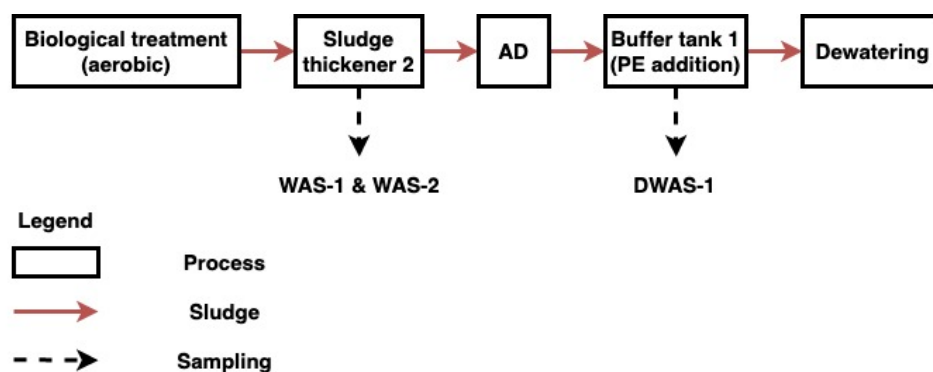 Biological treatment
(aerobic)
Sludge
thickener 2
AD
Buffer tank 1
(PE addition)
Dewatering
WAS-1 & WAS-2
DWAS-1
Legend
Process
Sludge
Sampling